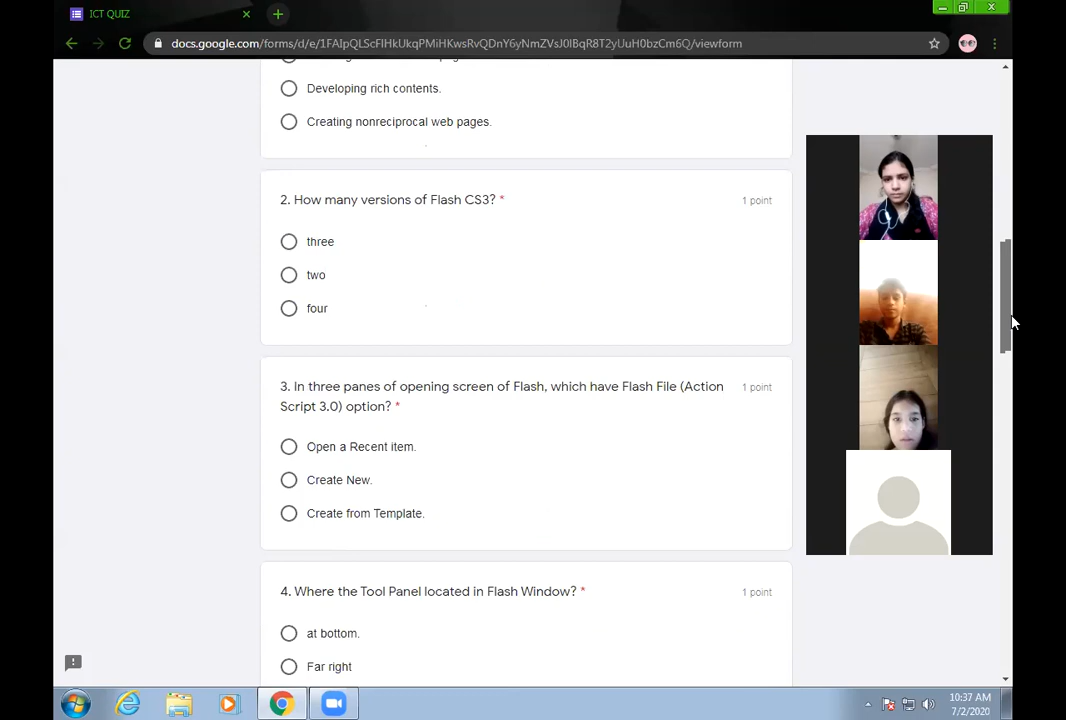 ICT QUIZ
docs.google.com/forms/d/e/1FAIpQLScFIHkUkqPMiHKwsRvQDnY6yNmZVsJ0lBqR8T2yUuH0bzCm6Q/viewform
Developing rich contents.
Creating nonreciprocal web pages.
2. How many versions of Flash CS3? *
1 point
three
two
four
3. In three panes of opening screen of Flash, which have Flash File (Action
Script 3.0) option? *
1 point
Open a Recent item.
Create New.
Create from Template.
4. Where the Tool Panel located in Flash Window? *
1 point
at bottom.
Far right
10:37 AM
7/2/2020